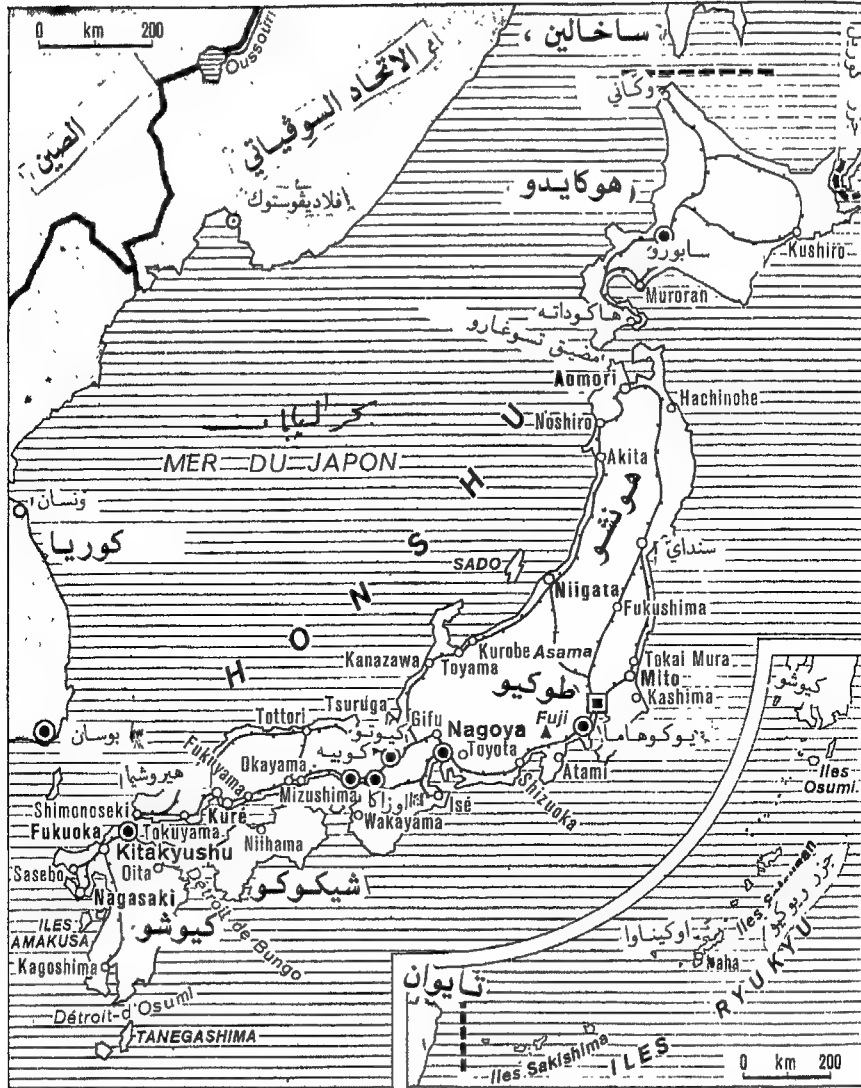 0 km 200
Oussouri
ساخالين
الاتحاد السوڤياتي
الصين
وكاني
هوكايدو
افلاديڤوستوك
سابورو
Kushiro
Muroran
هاكوداته
مضيق تسوغارو
Aomori
Hachinohe
Noshiro
بحر اليابان
MER DU JAPON
Akita
HONSHU
هونشو
ونسان
كوريا
سنداي
SADO
Niigata
Fukushima
Kurobe
Asama
Kanazawa
Toyama
Tokai Mura
Mito
Kashima
طوكيو
كيوشو
Tsuruga
Tottori
كيوتو
Gifu
Nagoya
Fuji
يوكوهاما
بوسان
كوبيه
Toyota
Iles Osumi
هيروشيما
Fukuyama
Okayama
Mizushima
اوزاكا
Isé
Shizuoka
Atami
Shimonoseki
Kuré
Wakayama
Fukuoka
Tokuyama
Kitakyushu
Niihama
Oita
Sasebo
Nagasaki
Détroit de Bungo
شيكوكو
كيوشو
ILES AMAKUSA
Kagoshima
Détroit d'Osumi
TANEGASHIMA
جزر ريوكيو
اوكيناوا
Naha
تايوان
Iles Sakishima
ILES RYUKYU
0 km 200